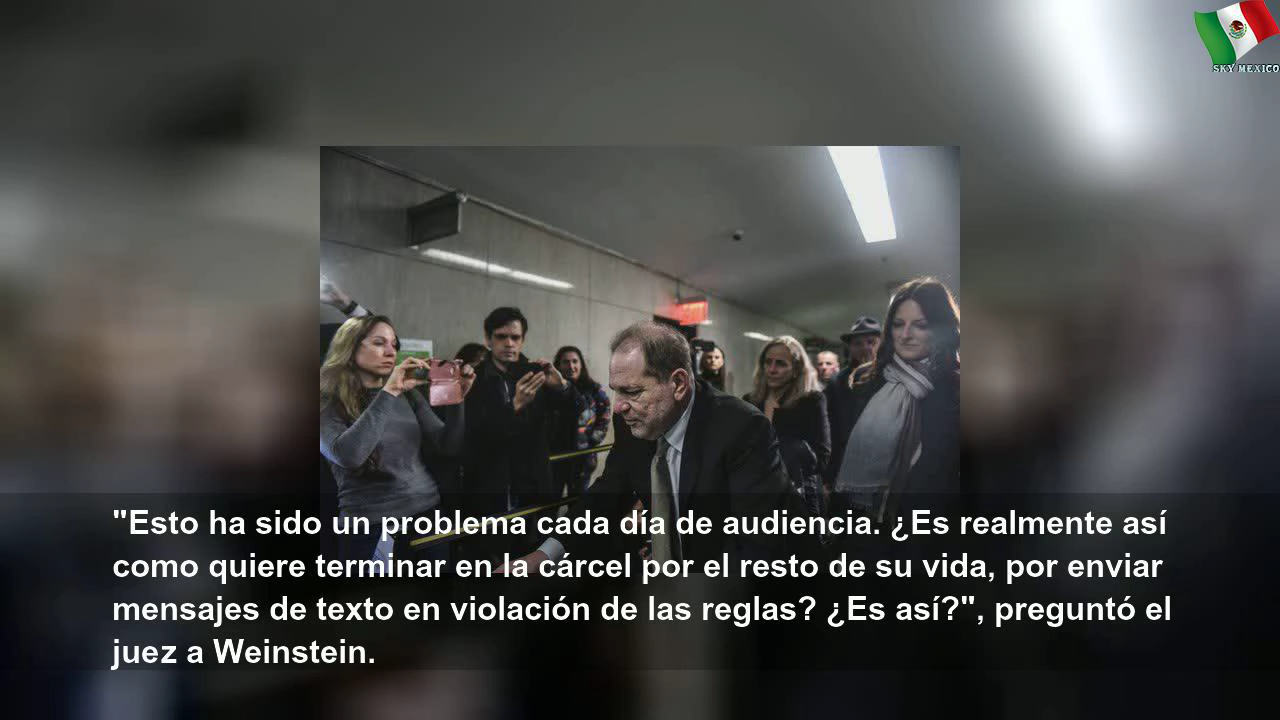 SKY MEXICO
"Esto ha sido un problema cada día de audiencia. ¿Es realmente así
como quiere terminar en la cárcel por el resto de su vida, por enviar
mensajes de texto en violación de las reglas? ¿Es así?", preguntó el
juez a Weinstein.